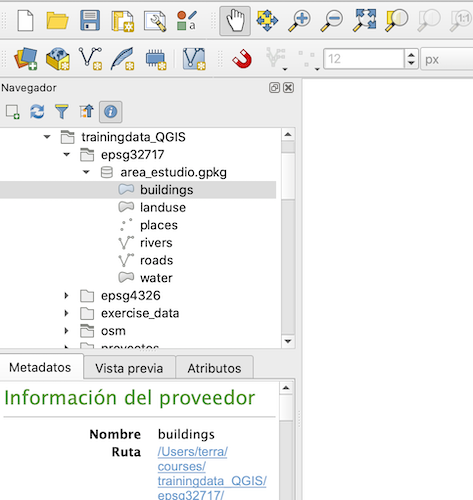 12
px
Navegador
trainingdata_QGIS
epsg32717
area_estudio.gpkg
buildings
landuse
places
rivers
roads
water
epsg4326
exercise_data
osm
proyectos
Metadatos
Vista previa
Atributos
Información del proveedor
Nombre buildings
Ruta /Users/terra/
courses/
trainingdata_QGIS/
epsg32717/